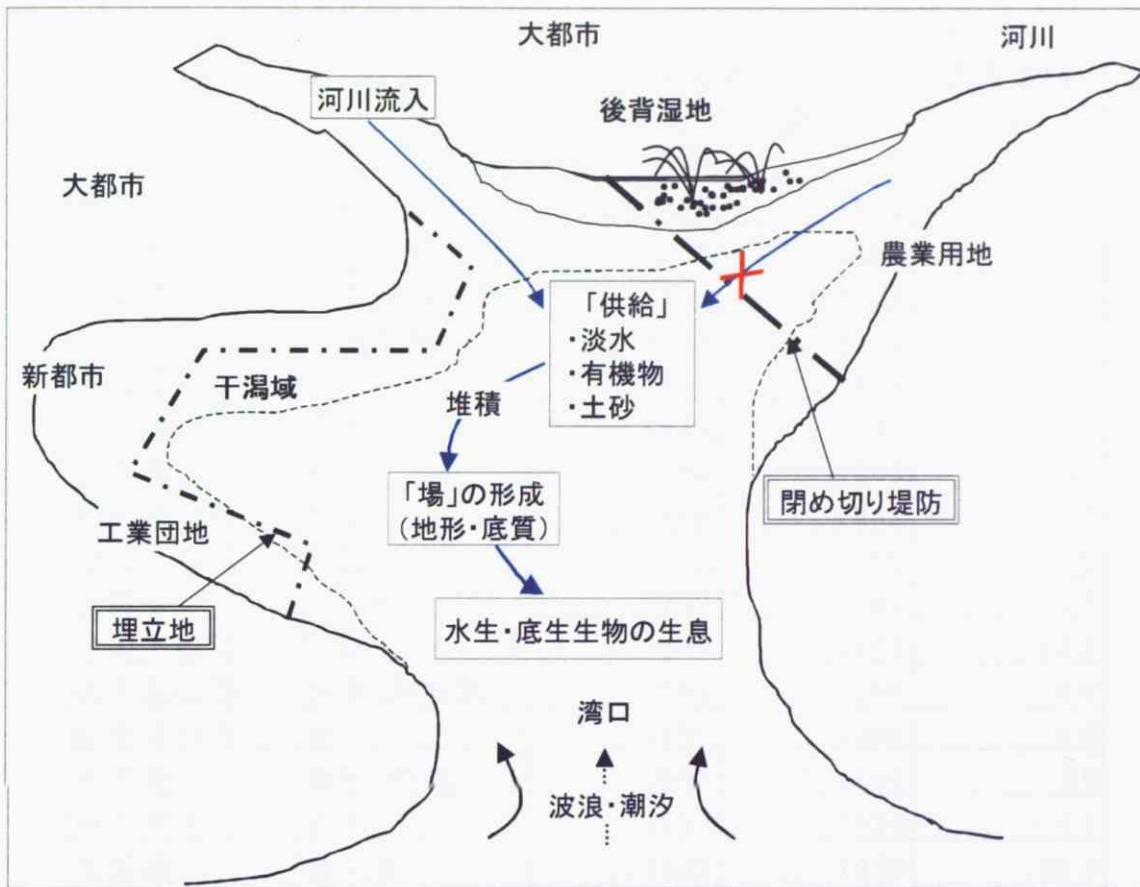 大都市
河川
河川流入
後背湿地
大都市
農業用地
「供給」
・淡水
・有機物
・土砂
新都市
干潟域
堆積
「場」の形成
(地形・底質)
閉め切り堤防
工業団地
埋立地
水生・底生生物の生息
湾口
波浪・潮汐